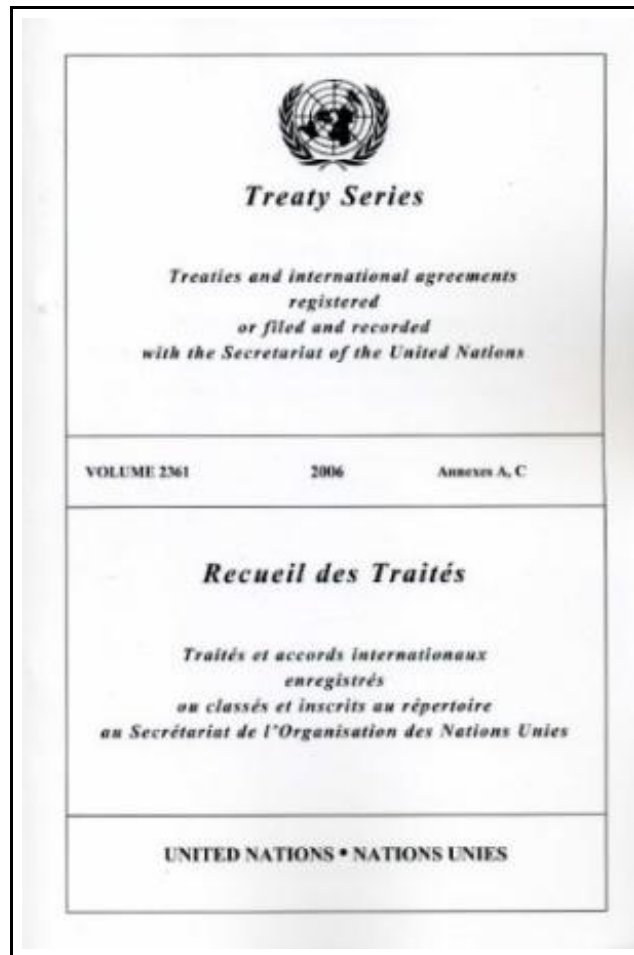 Treaty Series
Treaties and international agreements
registered
or filed and recorded
with the Secretariat of the United Nations
VOLUME 2361 2006 Annexes A, C
Recueil des Traités
Traités et accords internationaux
enregistrés
ou classés et inscrits au répertoire
au Secrétariat de l'Organisation des Nations Unies
UNITED NATIONS • NATIONS UNIES